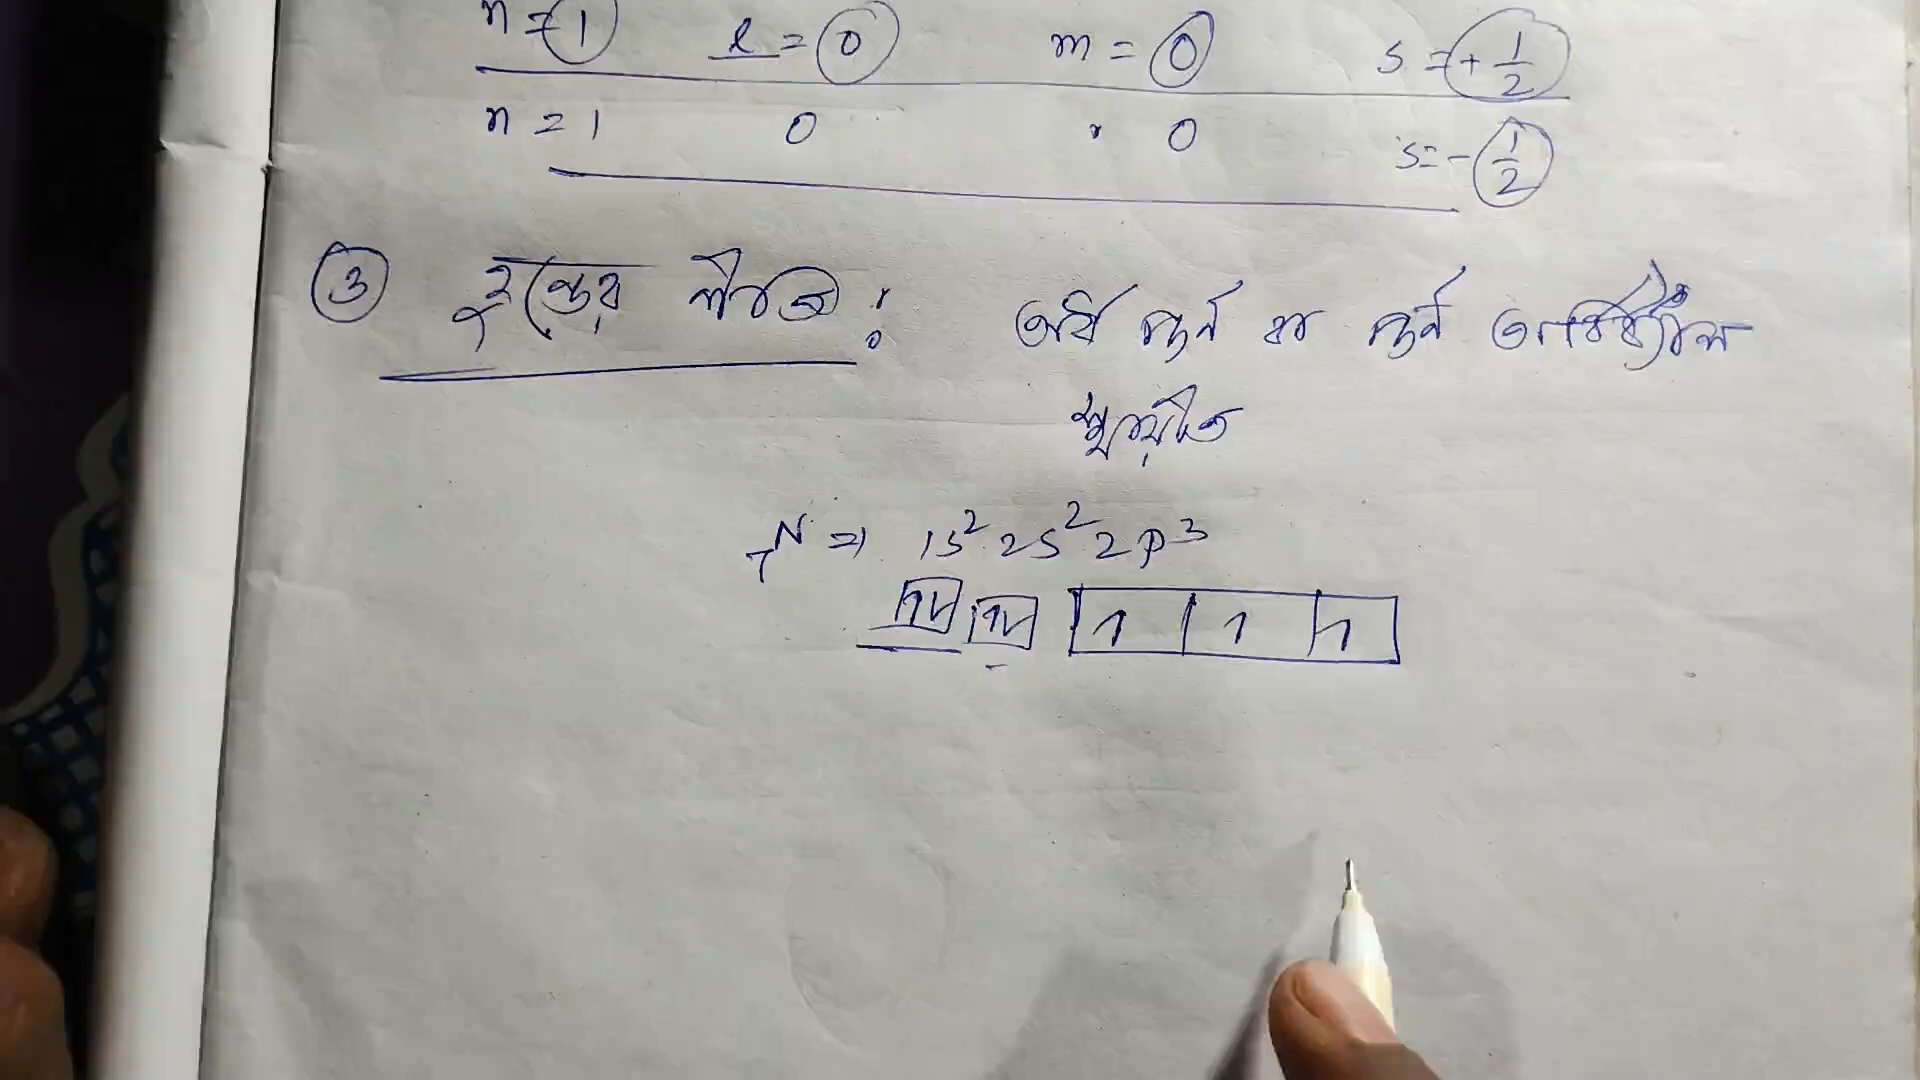 n = 1 l = 0 m = 0 s = + 1/2
n = 1 0 0 s = - 1/2
③ হুন্ডের নীতি : অর্ধ পূর্ণ বা পূর্ণ অরবিটাল
স্থায়ী
₇N ⇒ 1s² 2s² 2p³
↿⇂ ↿⇂ ↿ ↿ ↿